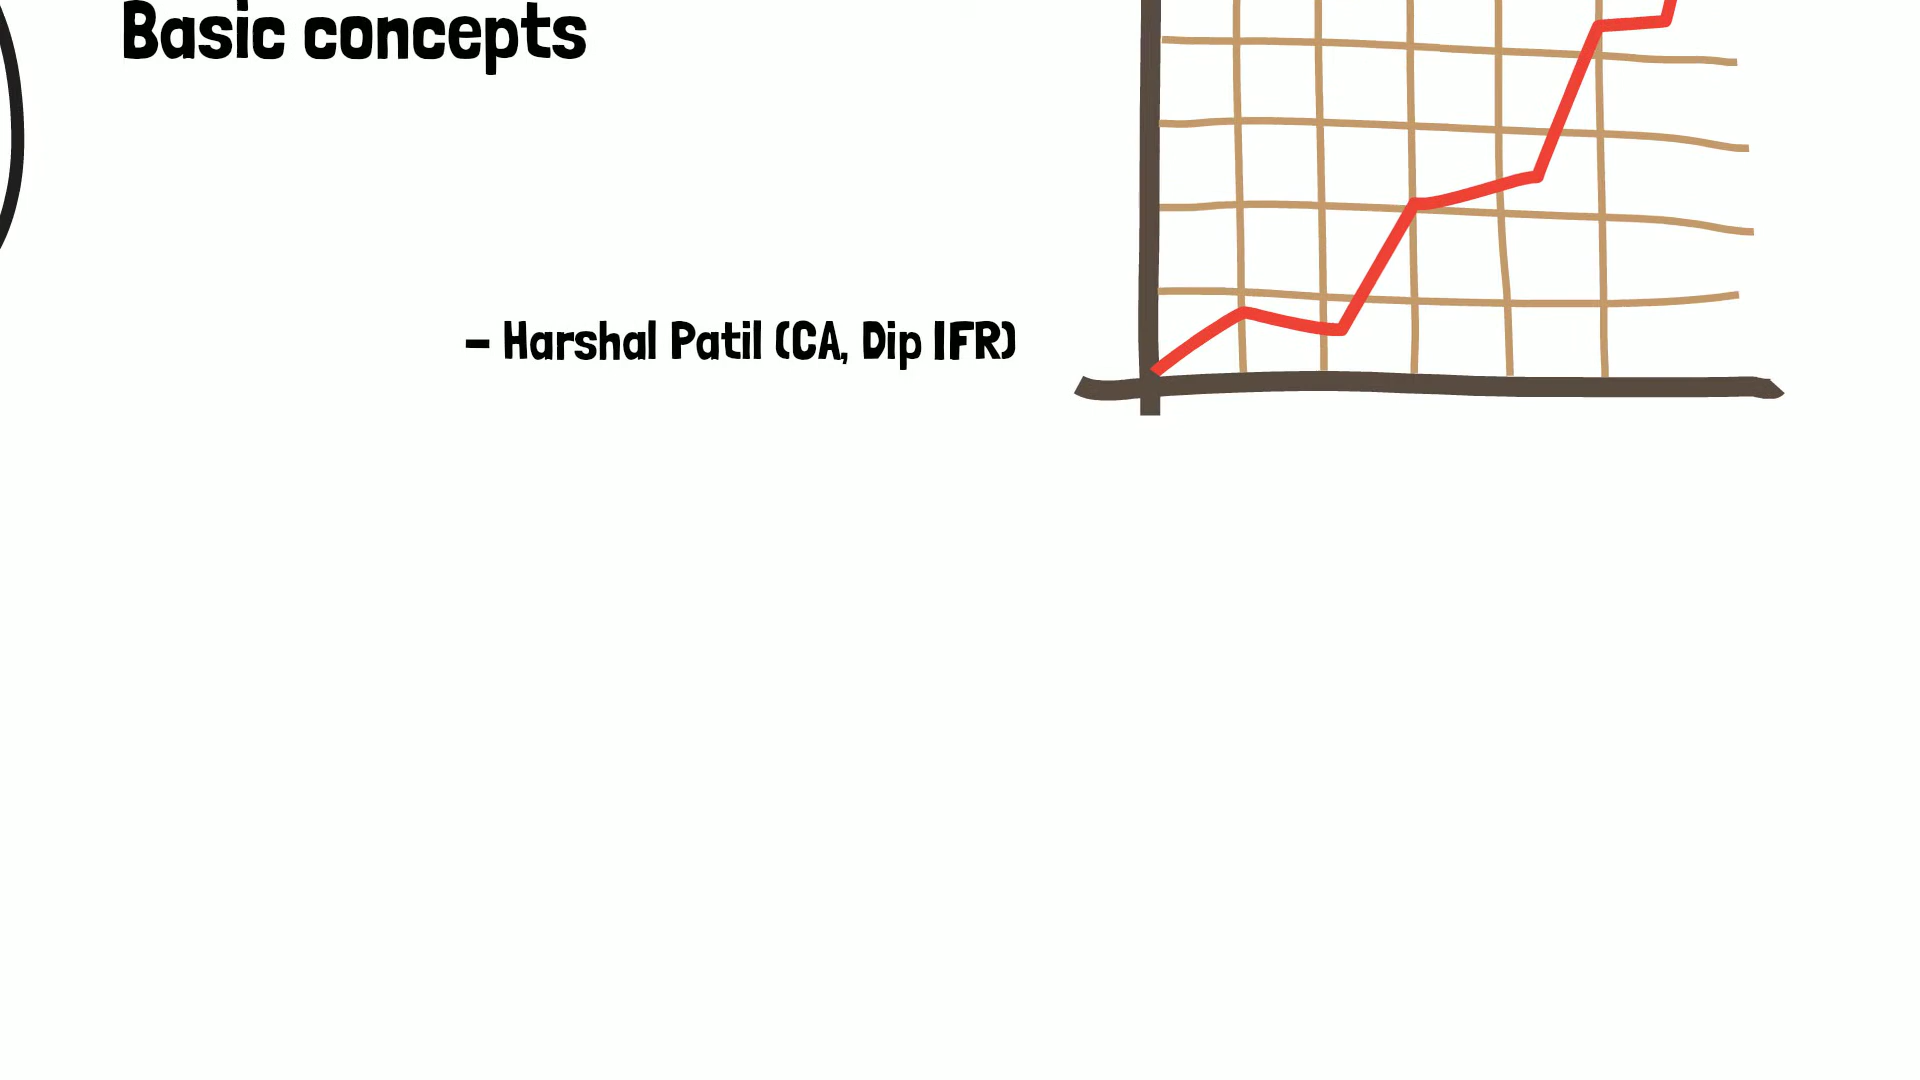 Basic concepts
– Harshal Patil (CA, Dip IFR)